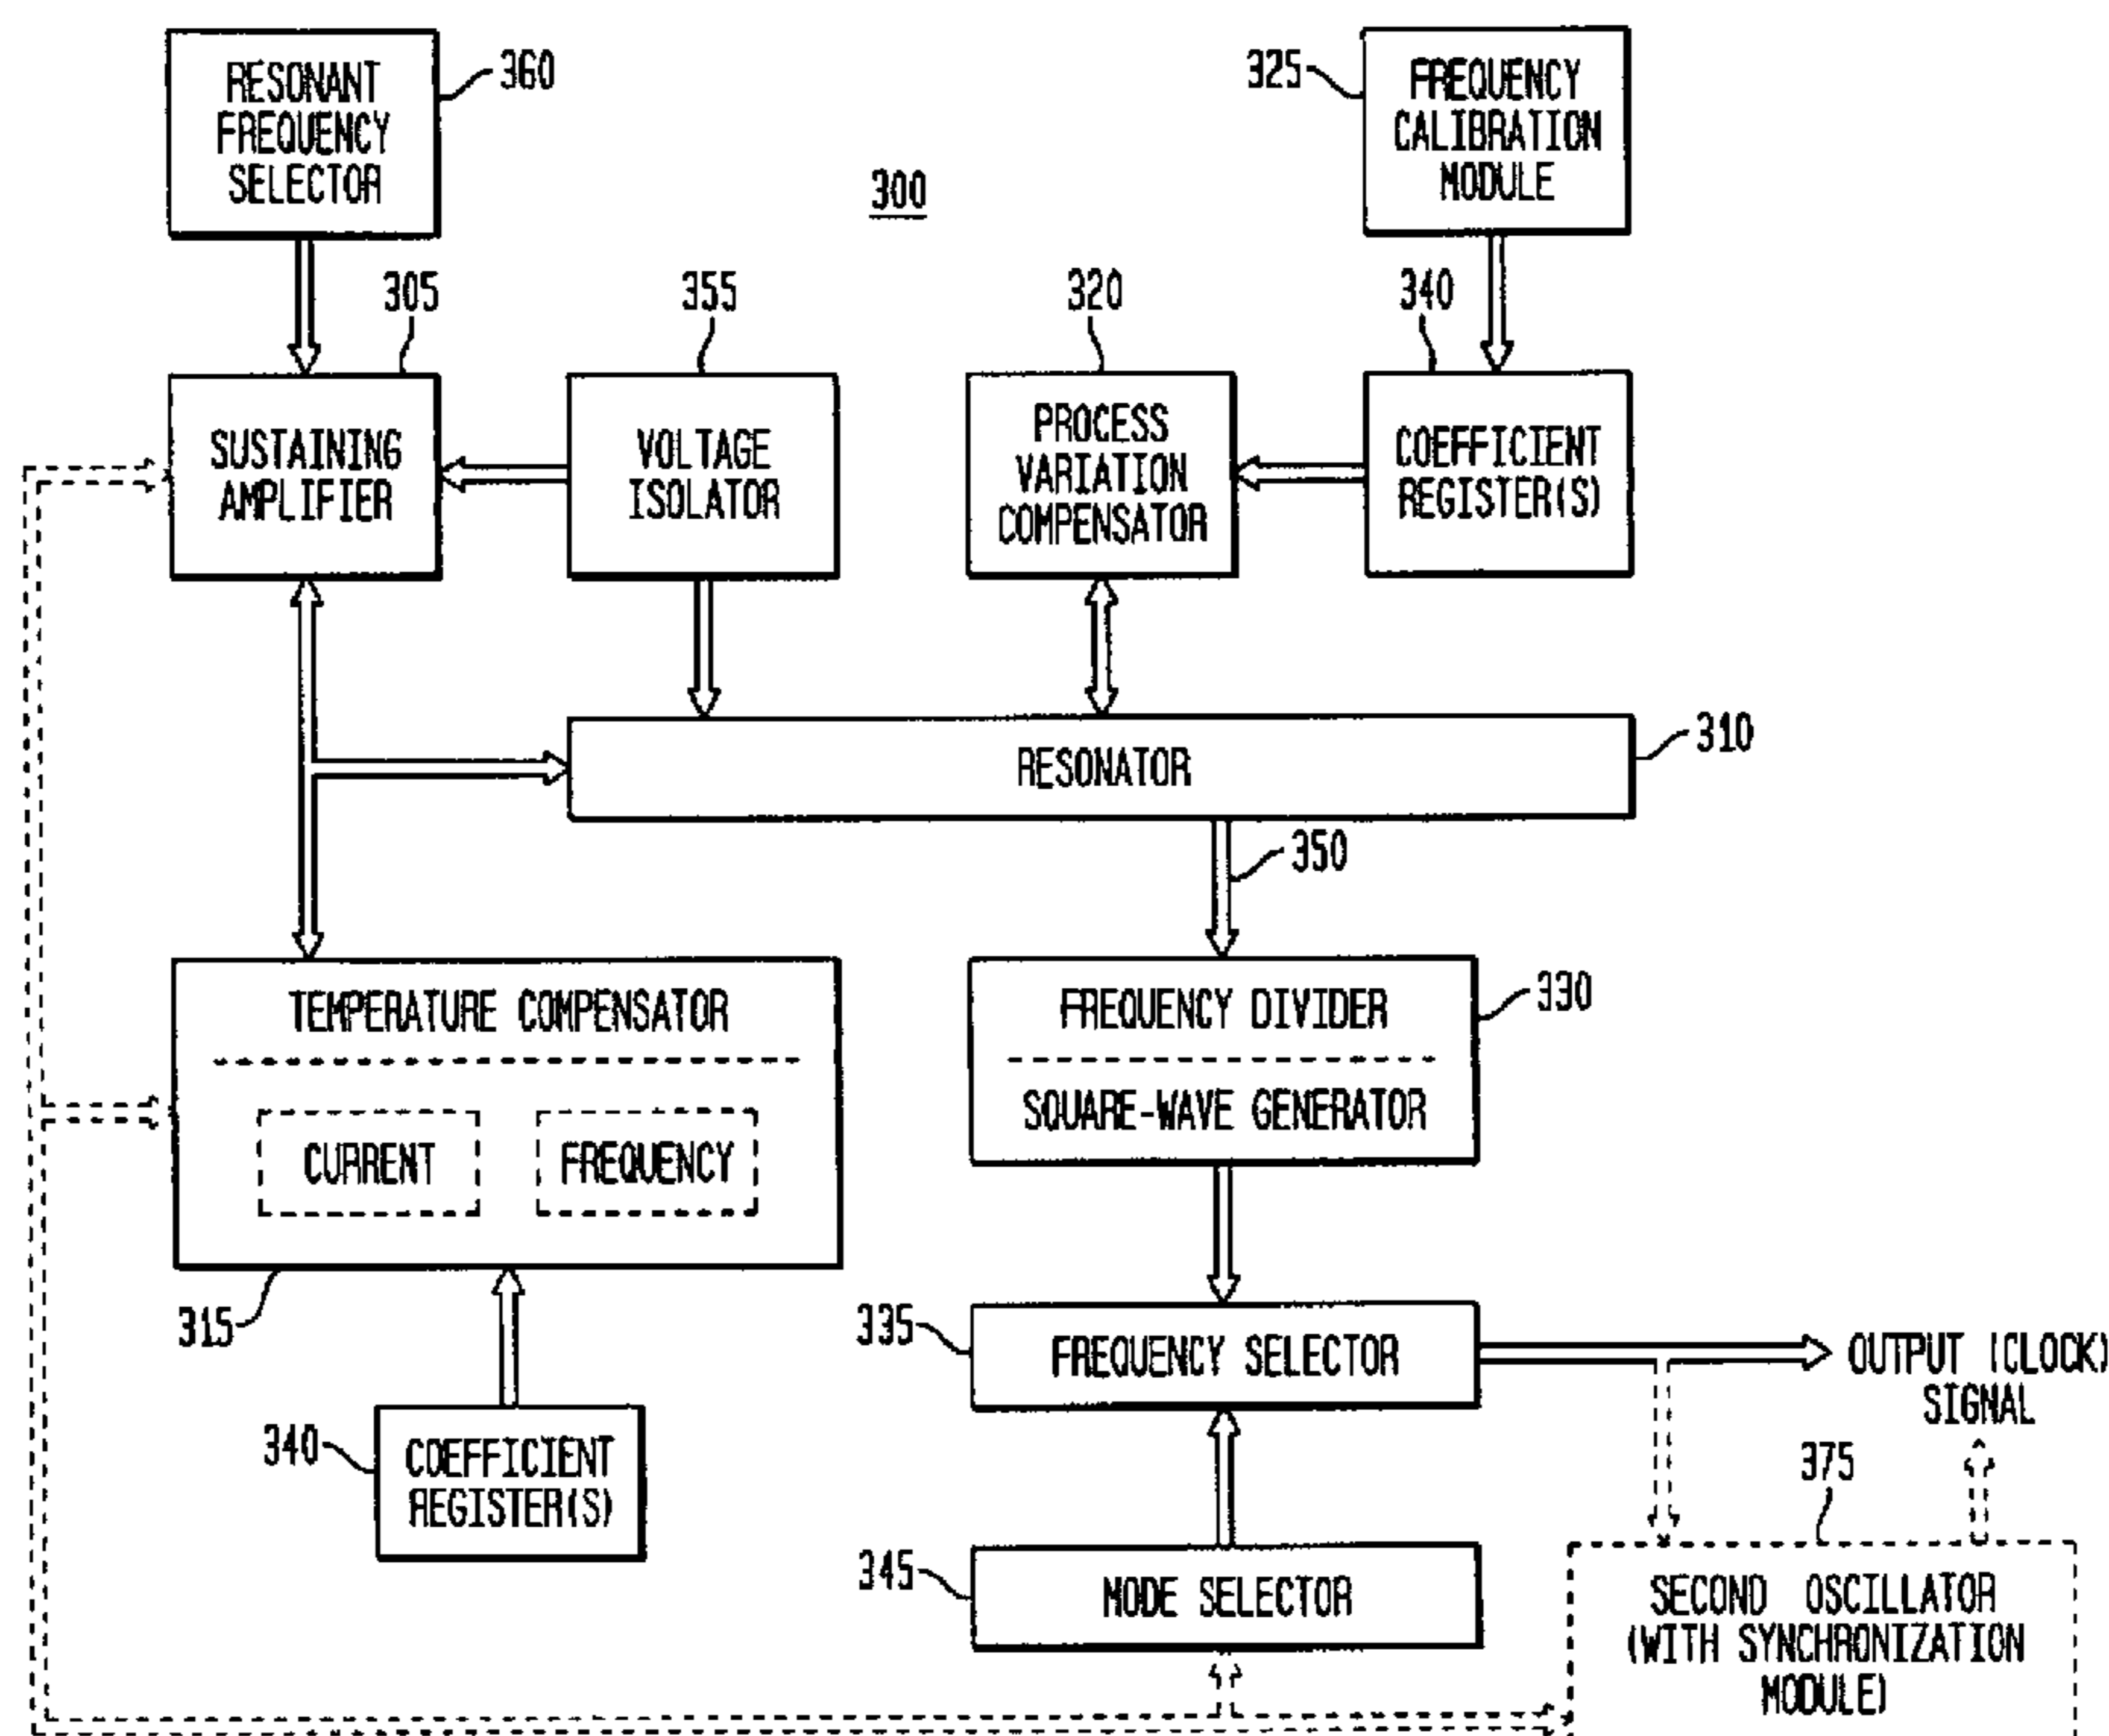 RESONANT
FREQUENCY
SELECTOR
360
325
FREQUENCY
CALIBRATION
MODULE
300
305
355
320
340
SUSTAINING
AMPLIFIER
VOLTAGE
ISOLATOR
PROCESS
VARIATION
COMPENSATOR
COEFFICIENT
REGISTER(S)
RESONATOR
310
350
TEMPERATURE COMPENSATOR
CURRENT
FREQUENCY
315
FREQUENCY DIVIDER
SQUARE-WAVE GENERATOR
330
335
FREQUENCY SELECTOR
OUTPUT (CLOCK)
SIGNAL
340
COEFFICIENT
REGISTER(S)
345
MODE SELECTOR
375
SECOND OSCILLATOR
(WITH SYNCHRONIZATION
MODULE)